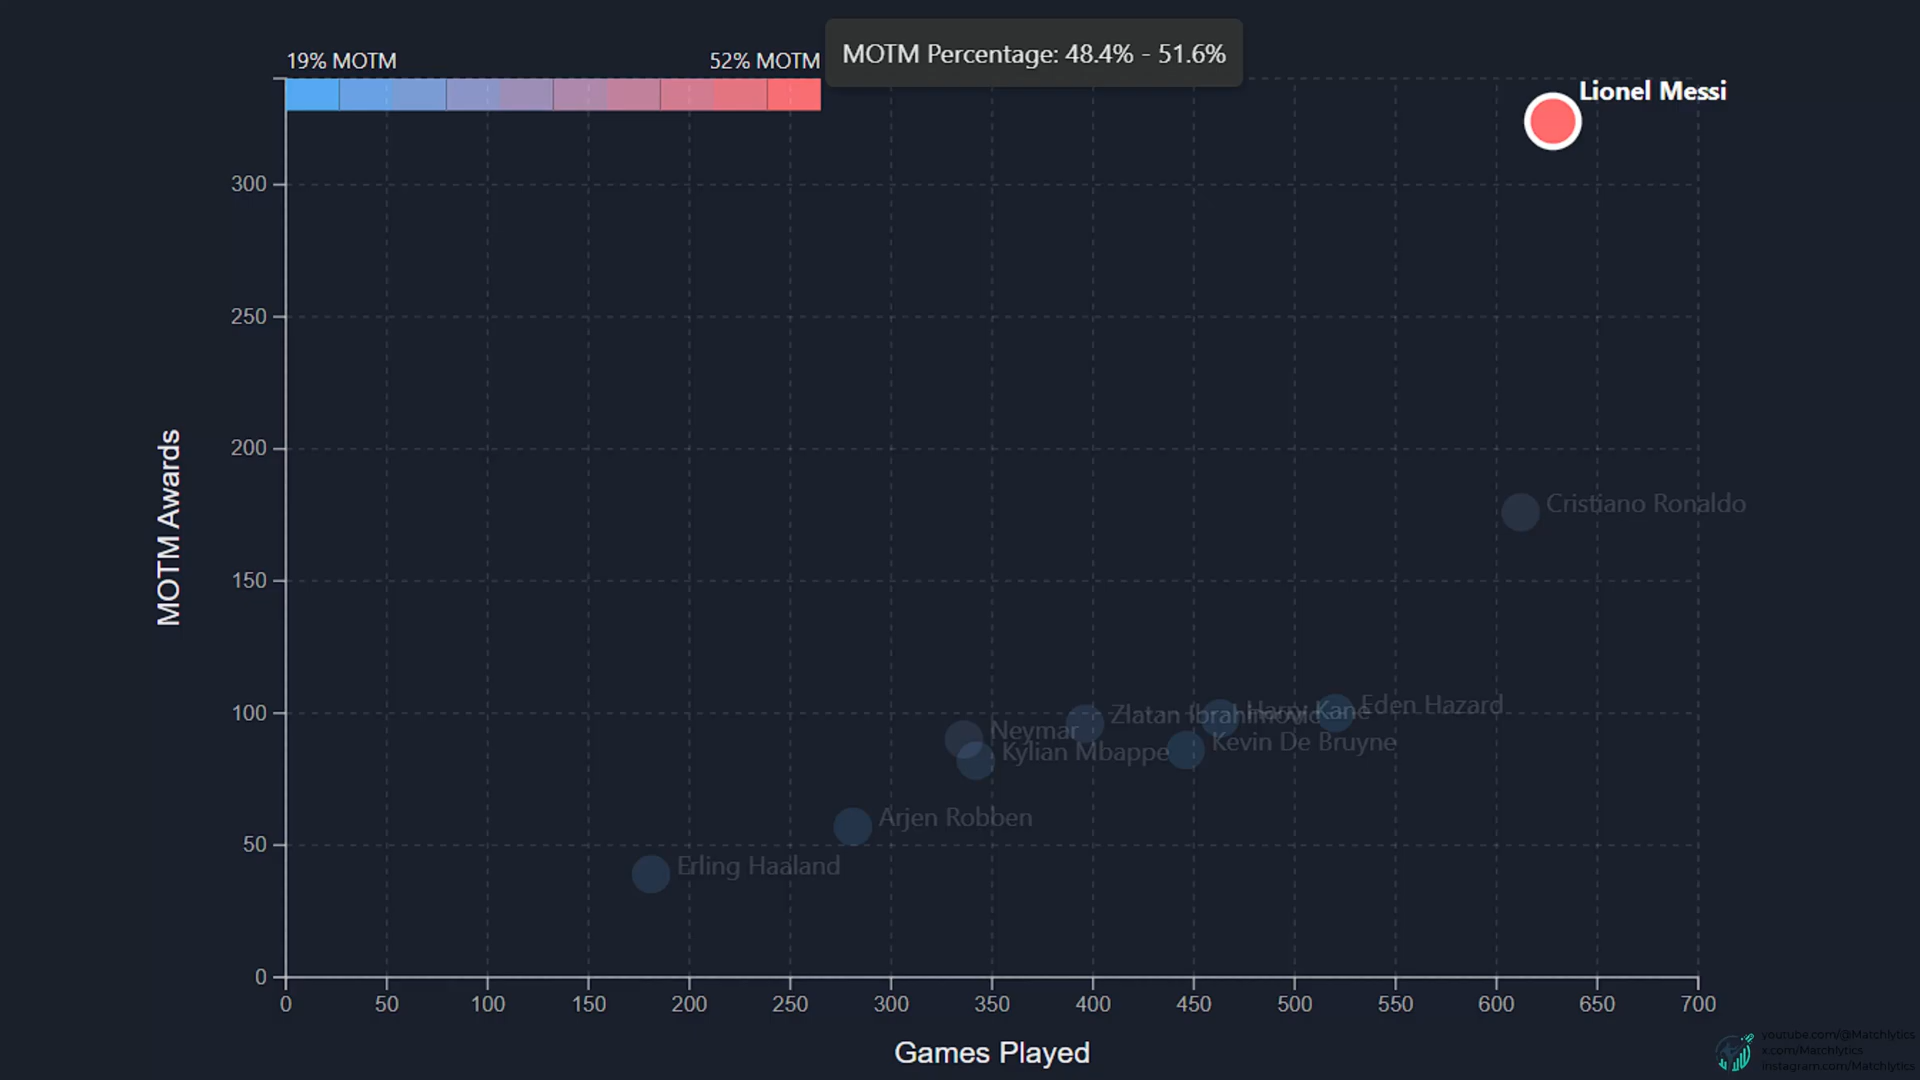 19% MOTM
52% MOTM
MOTM Percentage: 48.4% - 51.6%
Lionel Messi
300
250
200
150
100
50
0
MOTM Awards
Cristiano Ronaldo
Eden Hazard
Harry Kane
Zlatan Ibrahimovic
Neymar
Kevin De Bruyne
Kylian Mbappe
Arjen Robben
Erling Haaland
0 50 100 150 200 250 300 350 400 450 500 550 600 650 700
Games Played
youtube.com/@Matchlytics
x.com/Matchlytics
instagram.com/Matchlytics